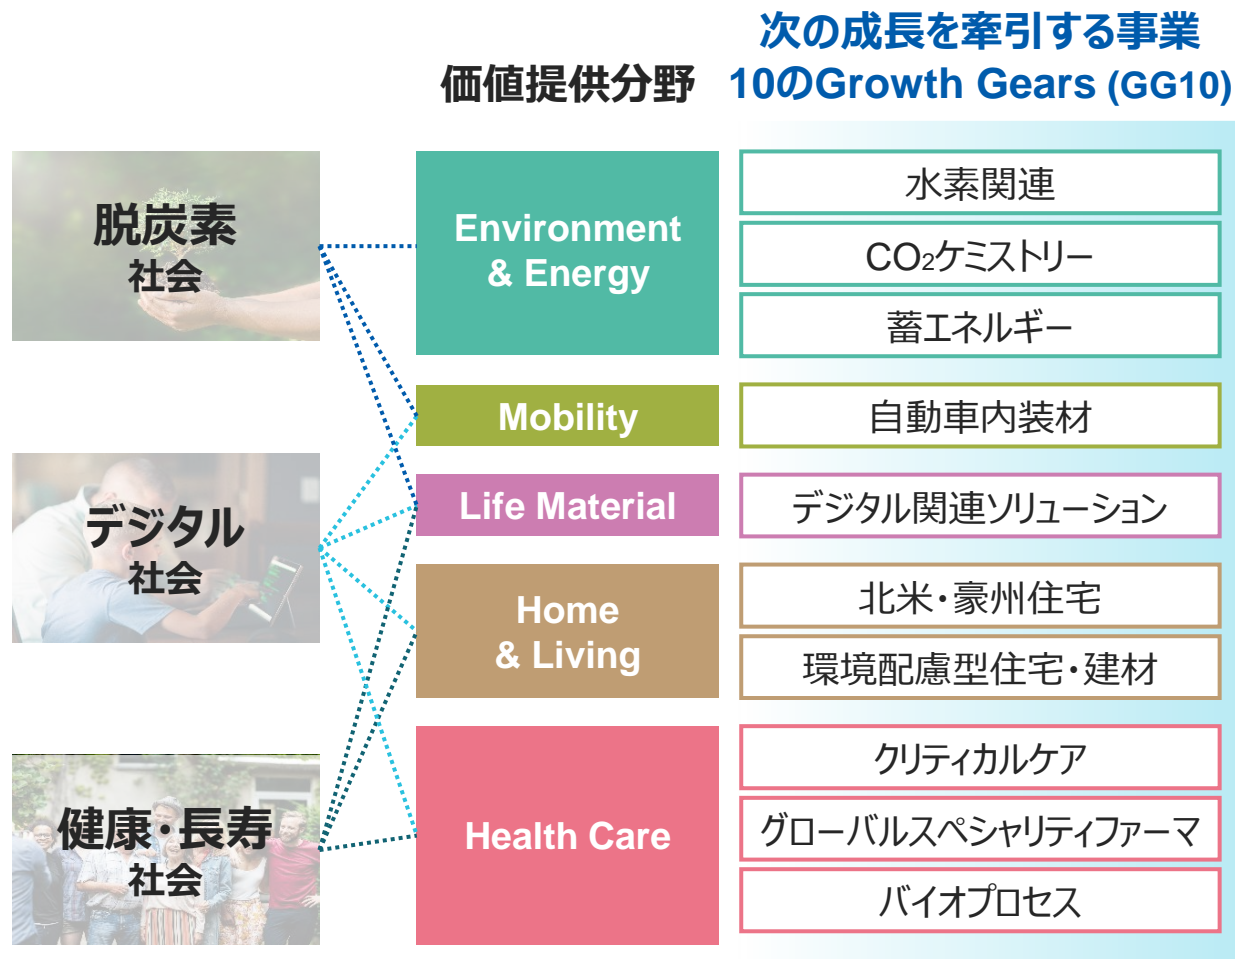 次の成長を牽引する事業
価値提供分野
10のGrowth Gears (GG10)
脱炭素
社会
Environment
& Energy
水素関連
CO₂ケミストリー
蓄エネルギー
Mobility
自動車内装材
デジタル
社会
Life Material
デジタル関連ソリューション
Home
& Living
北米・豪州住宅
環境配慮型住宅・建材
健康・長寿
社会
Health Care
クリティカルケア
グローバルスペシャリティファーマ
バイオプロセス